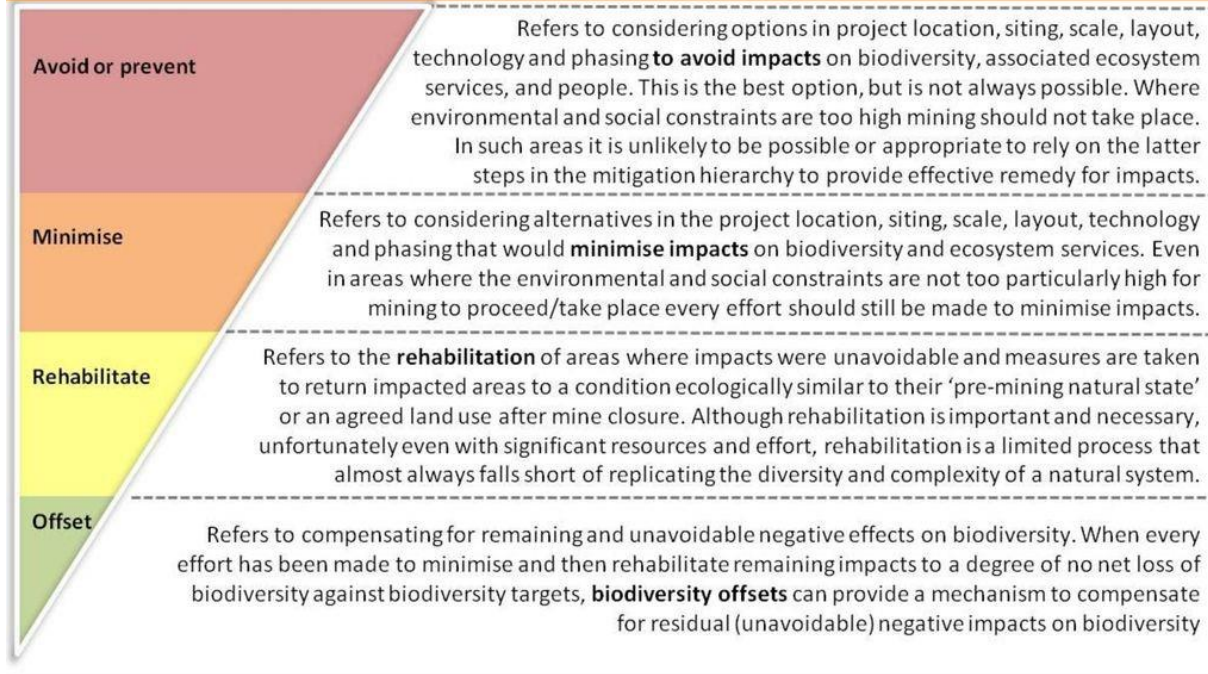 Avoid or prevent
Refers to considering options in project location, siting, scale, layout,
technology and phasing to avoid impacts on biodiversity, associated ecosystem
services, and people. This is the best option, but is not always possible. Where
environmental and social constraints are too high mining should not take place.
In such areas it is unlikely to be possible or appropriate to rely on the latter
steps in the mitigation hierarchy to provide effective remedy for impacts.
Minimise
Refers to considering alternatives in the project location, siting, scale, layout, technology
and phasing that would minimise impacts on biodiversity and ecosystem services. Even
in areas where the environmental and social constraints are not too particularly high for
mining to proceed/take place every effort should still be made to minimise impacts.
Rehabilitate
Refers to the rehabilitation of areas where impacts were unavoidable and measures are taken
to return impacted areas to a condition ecologically similar to their ‘pre-mining natural state’
or an agreed land use after mine closure. Although rehabilitation is important and necessary,
unfortunately even with significant resources and effort, rehabilitation is a limited process that
almost always falls short of replicating the diversity and complexity of a natural system.
Offset
Refers to compensating for remaining and unavoidable negative effects on biodiversity. When every
effort has been made to minimise and then rehabilitate remaining impacts to a degree of no net loss of
biodiversity against biodiversity targets, biodiversity offsets can provide a mechanism to compensate
for residual (unavoidable) negative impacts on biodiversity